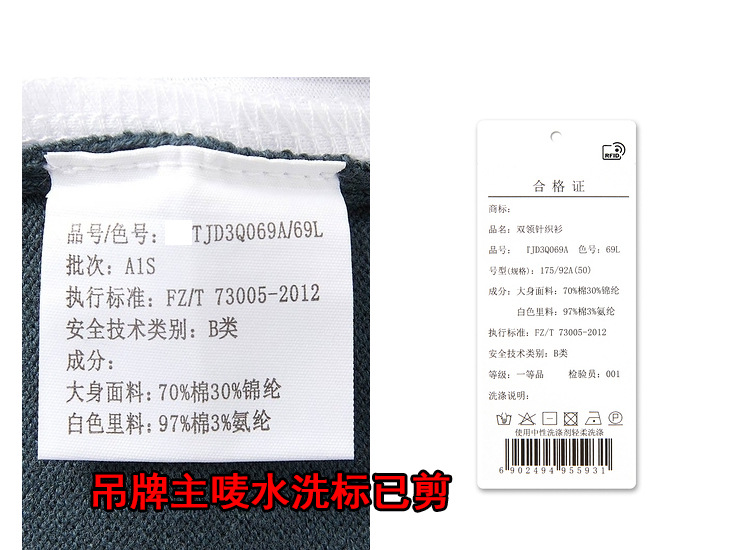 品号/色号: TJD3Q069A/69L
批次: A1S
执行标准: FZ/T 73005-2012
安全技术类别: B类
成分:
大身面料: 70%棉30%锦纶
白色里料: 97%棉3%氨纶
吊牌主唛水洗标已剪
RFID
合格证
商标:
品名: 双领针织衫
品号: TJD3Q069A 色号: 69L
号型(规格): 175/92A(50)
成分: 大身面料: 70%棉30%锦纶
白色里料: 97%棉3%氨纶
执行标准: FZ/T 73005-2012
安全技术类别: B类
等级: 一等品 检验员: 001
洗涤说明:
P
使用中性洗涤剂轻柔洗涤
6902494955931